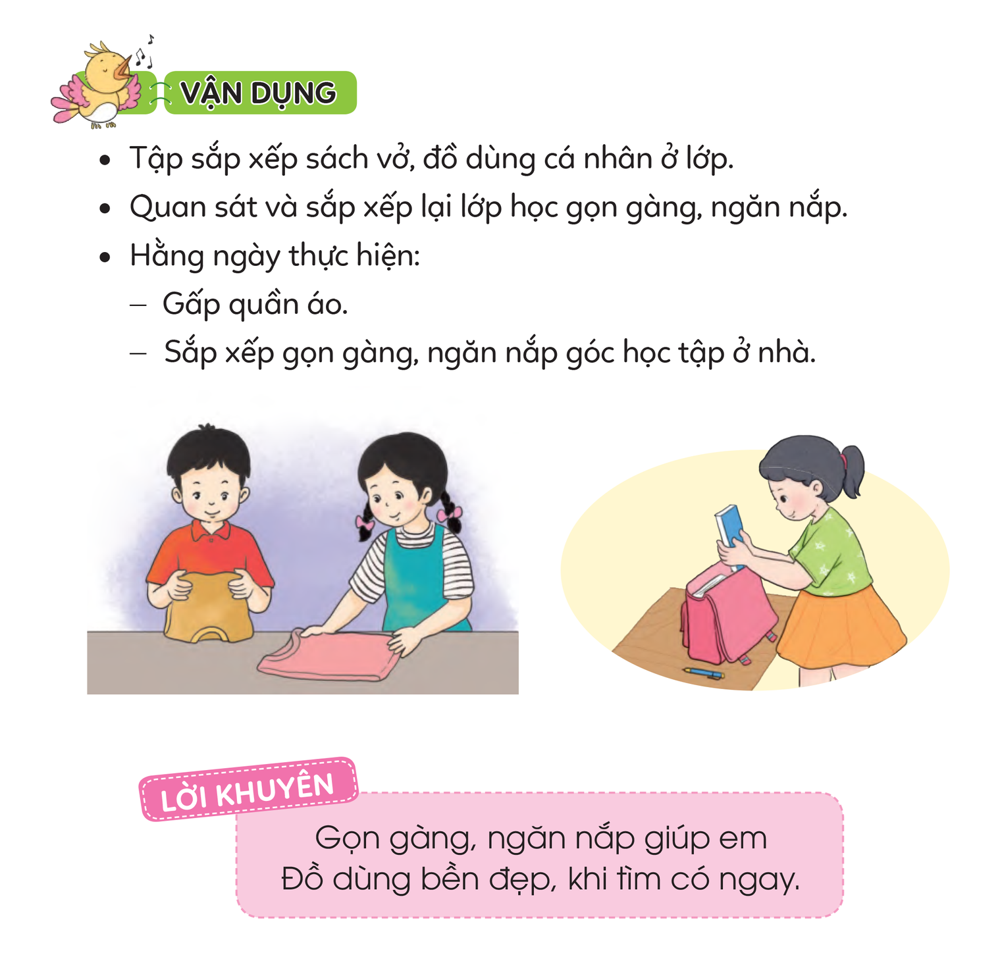 VẬN DỤNG
• Tập sắp xếp sách vở, đồ dùng cá nhân ở lớp.
• Quan sát và sắp xếp lại lớp học gọn gàng, ngăn nắp.
• Hằng ngày thực hiện:
– Gấp quần áo.
– Sắp xếp gọn gàng, ngăn nắp góc học tập ở nhà.
LỜI KHUYÊN
Gọn gàng, ngăn nắp giúp em
Đồ dùng bền đẹp, khi tìm có ngay.